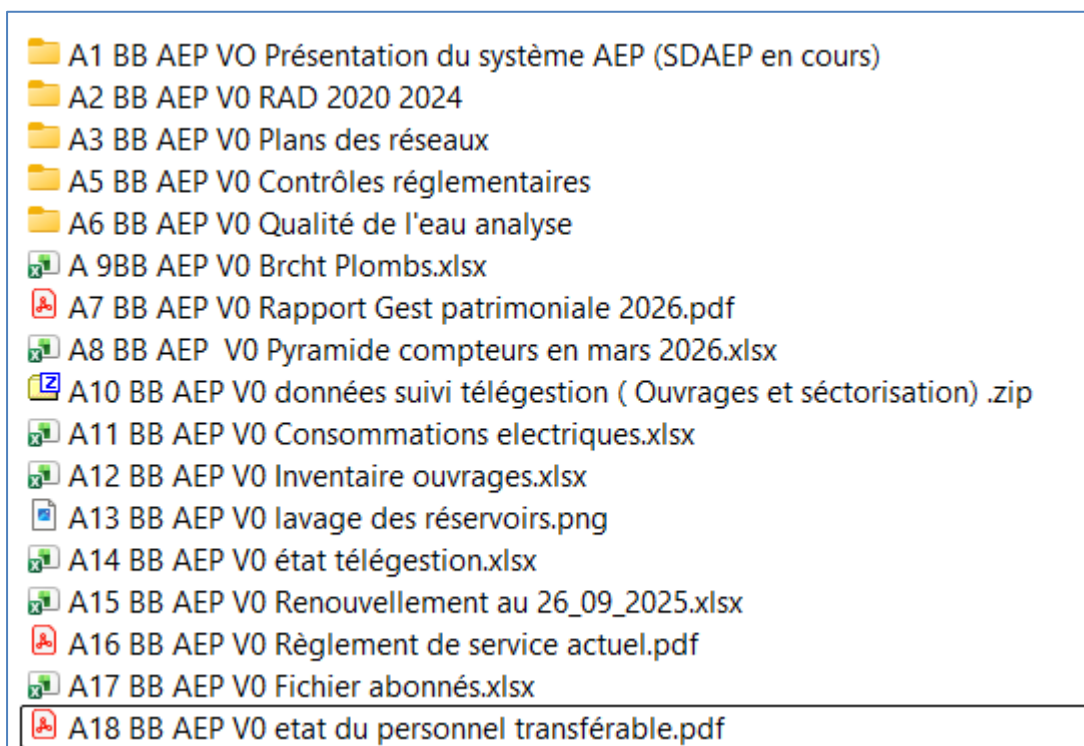 A1 BB AEP VO Présentation du système AEP (SDAEP en cours)
A2 BB AEP V0 RAD 2020 2024
A3 BB AEP V0 Plans des réseaux
A5 BB AEP V0 Contrôles réglementaires
A6 BB AEP V0 Qualité de l'eau analyse
A 9BB AEP V0 Brcht Plombs.xlsx
A7 BB AEP V0 Rapport Gest patrimoniale 2026.pdf
A8 BB AEP  V0 Pyramide compteurs en mars 2026.xlsx
A10 BB AEP V0 données suivi télégestion ( Ouvrages et séctorisation) .zip
A11 BB AEP V0 Consommations electriques.xlsx
A12 BB AEP V0 Inventaire ouvrages.xlsx
A13 BB AEP V0 lavage des réservoirs.png
A14 BB AEP V0 état télégestion.xlsx
A15 BB AEP V0 Renouvellement au 26_09_2025.xlsx
A16 BB AEP V0 Règlement de service actuel.pdf
A17 BB AEP V0 Fichier abonnés.xlsx
A18 BB AEP V0 etat du personnel transférable.pdf